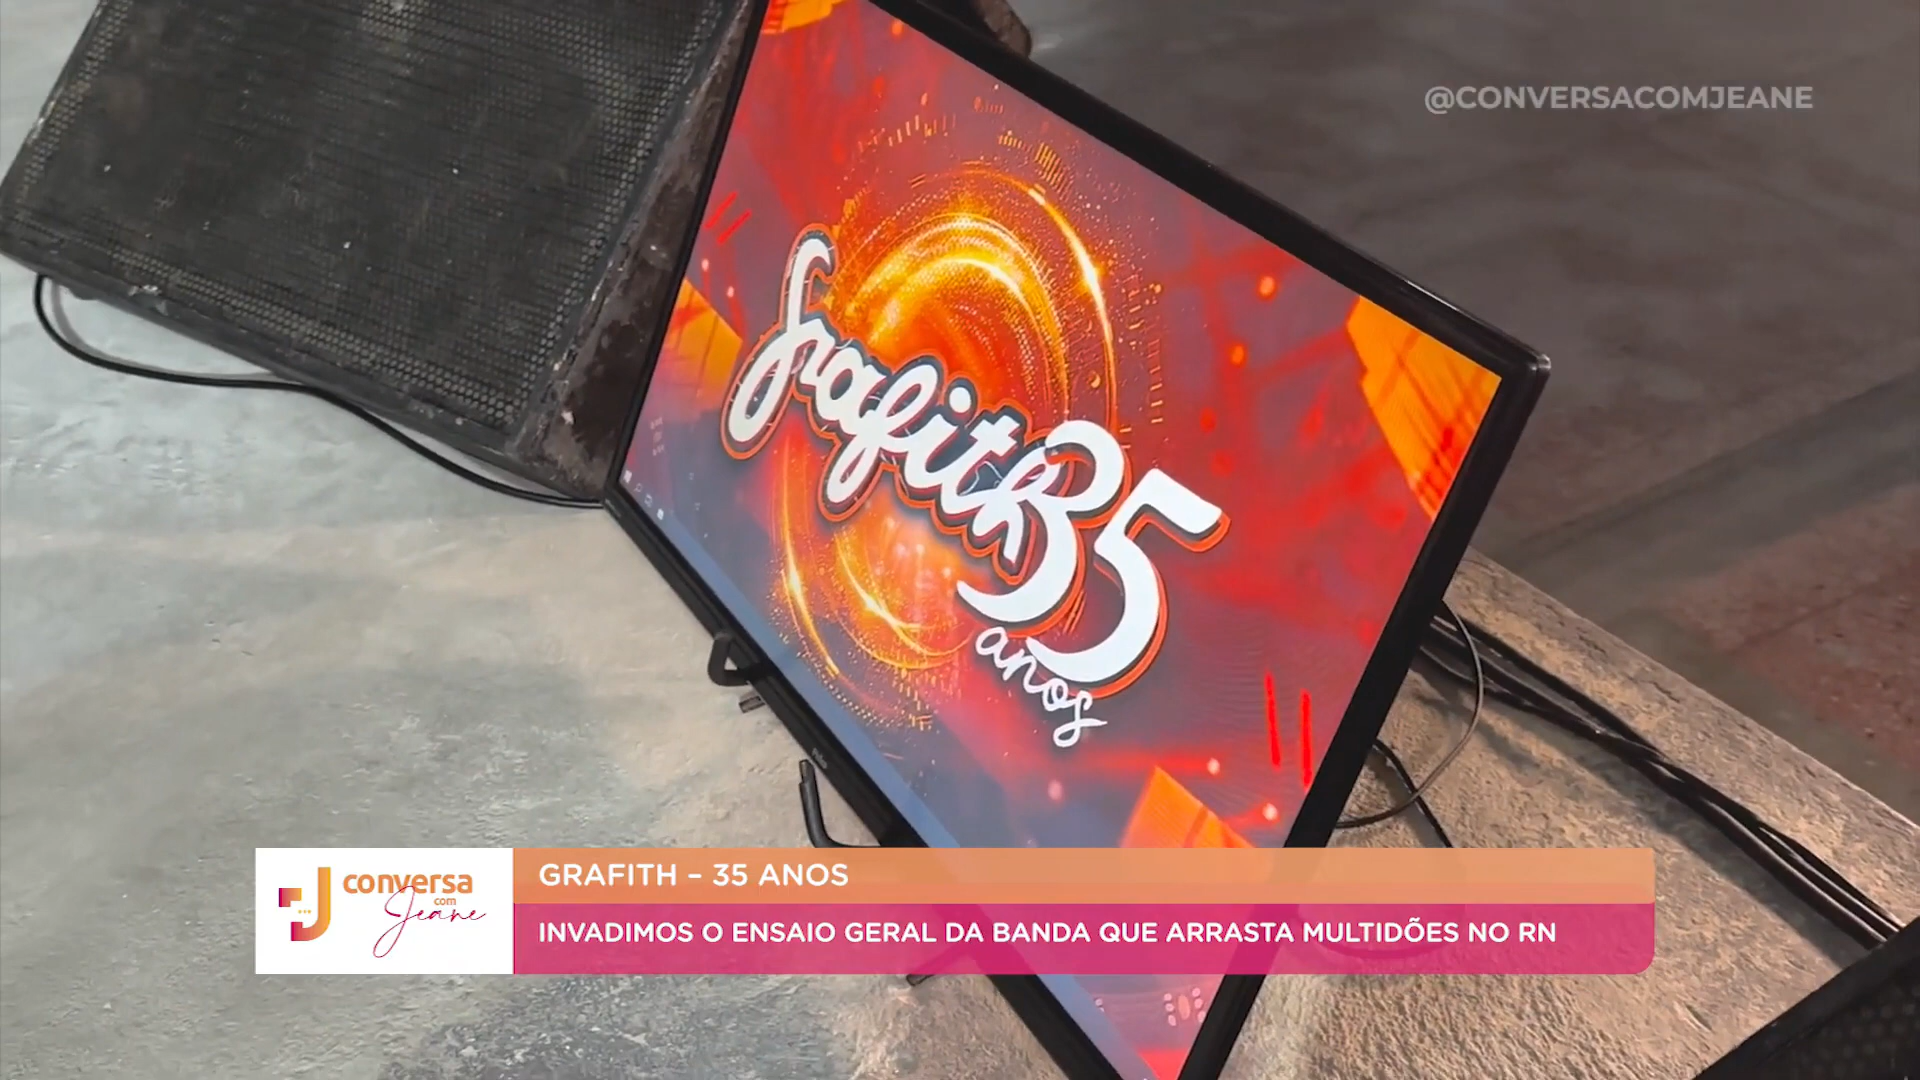 @CONVERSACOMJEANE
Grafith 35
anos
conversa
com
Jeane
GRAFITH – 35 ANOS
INVADIMOS O ENSAIO GERAL DA BANDA QUE ARRASTA MULTIDÕES NO RN